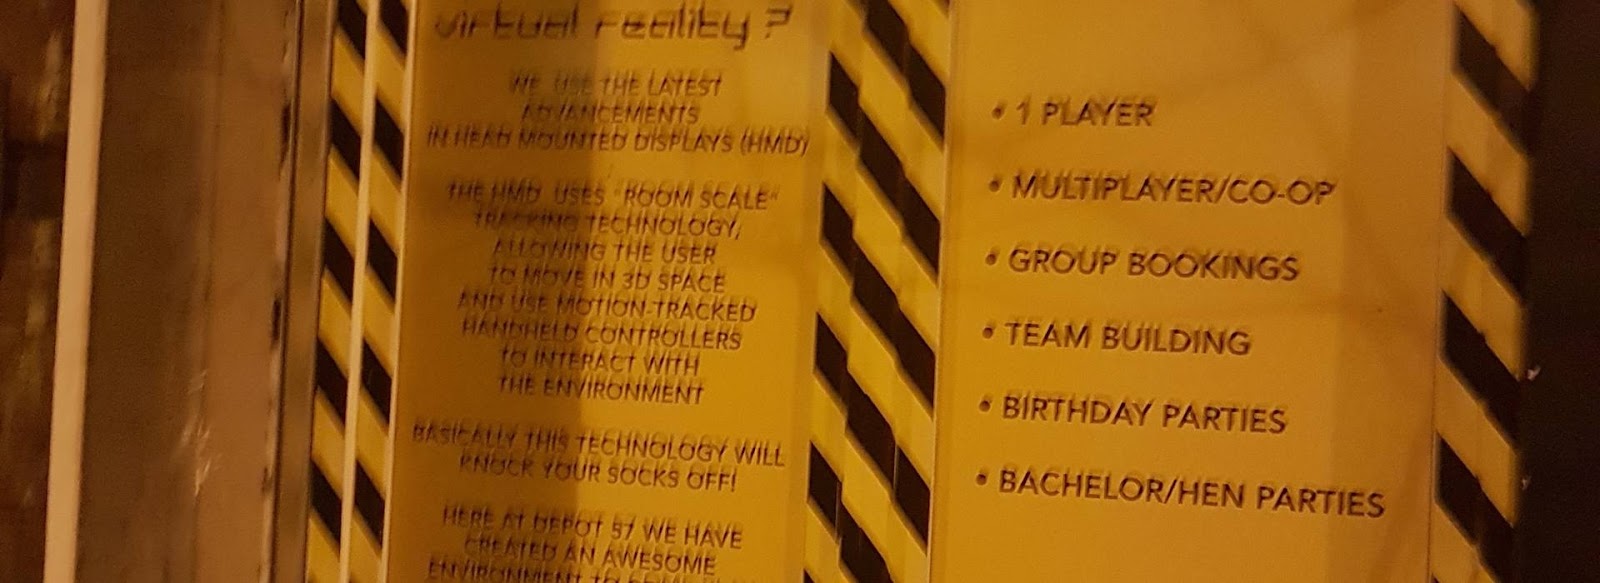 virtual reality?
WE USE THE LATEST
ADVANCEMENTS
IN HEAD MOUNTED DISPLAYS (HMD)
THE HMD USES "ROOM SCALE"
TRACKING TECHNOLOGY,
ALLOWING THE USER
TO MOVE IN 3D SPACE
AND USE MOTION-TRACKED
HANDHELD CONTROLLERS
TO INTERACT WITH
THE ENVIRONMENT
BASICALLY THIS TECHNOLOGY WILL
KNOCK YOUR SOCKS OFF!
HERE AT DEPOT 57 WE HAVE
CREATED AN AWESOME
ENVIRONMENT TO
• 1 PLAYER
• MULTIPLAYER/CO-OP
• GROUP BOOKINGS
• TEAM BUILDING
• BIRTHDAY PARTIES
• BACHELOR/HEN PARTIES